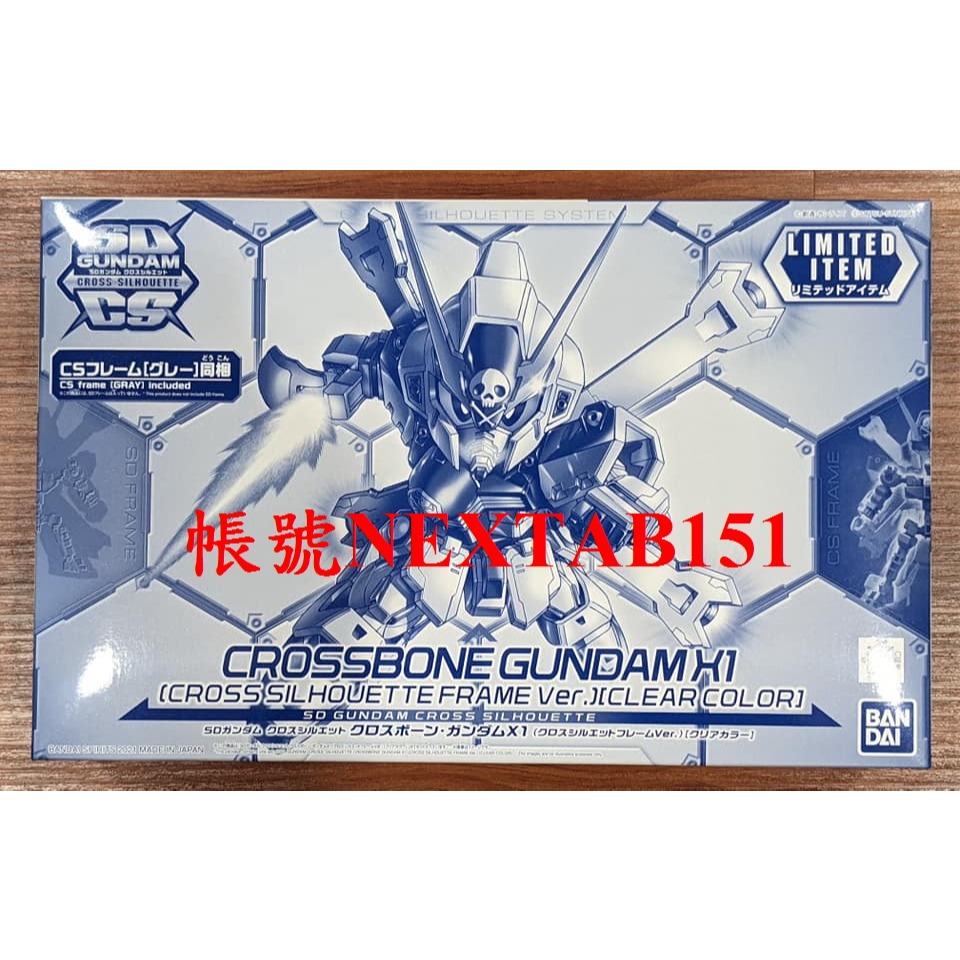 SILHOUETTE SYSTEM
SD
GUNDAM
SDガンダム クロスシルエット
CROSS SILHOUETTE
CS
LIMITED
ITEM
リミテッドアイテム
どうこん
CSフレーム[グレー]同梱
CS frame [GRAY] included
SD FRAME
CS FRAME
帳號NEXTAB151
CROSSBONE GUNDAM X1
[CROSS SILHOUETTE FRAME Ver.][CLEAR COLOR]
SD GUNDAM CROSS SILHOUETTE
SDガンダム クロスシルエット クロスボーン・ガンダムX1 (クロスシルエットフレームVer.) [クリアカラー]
BANDAI SPIRITS 2021 MADE IN JAPAN
BAN
DAI